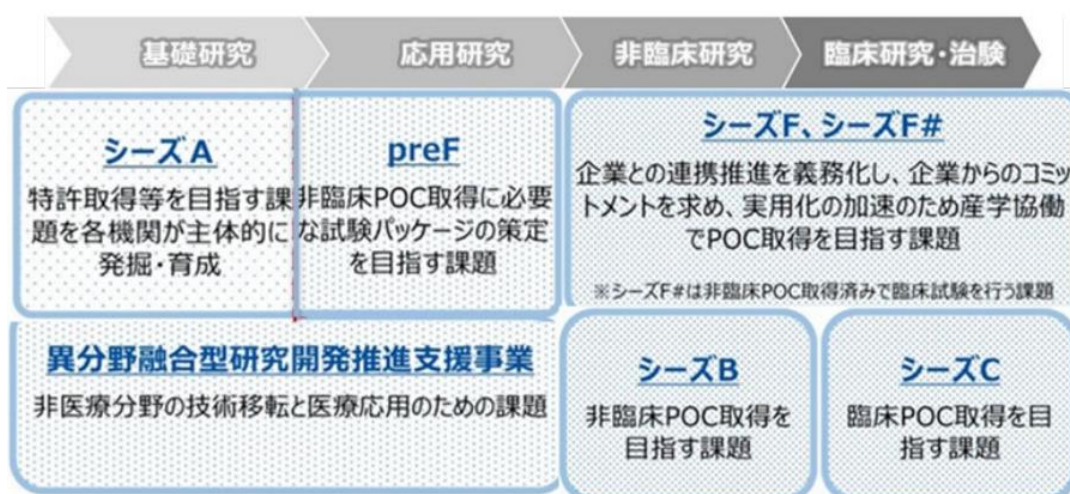 基礎研究
応用研究
非臨床研究
臨床研究・治験
シーズA
特許取得等を目指す課
題を各機関が主体的に
発掘・育成
preF
非臨床POC取得に必要
な試験パッケージの策定
を目指す課題
シーズF、シーズF#
企業との連携推進を義務化し、企業からのコミッ
トメントを求め、実用化の加速のため産学協働
でPOC取得を目指す課題
※シーズF#は非臨床POC取得済みで臨床試験を行う課題
異分野融合型研究開発推進支援事業
非医療分野の技術移転と医療応用のための課題
シーズB
非臨床POC取得を
目指す課題
シーズC
臨床POC取得を目
指す課題